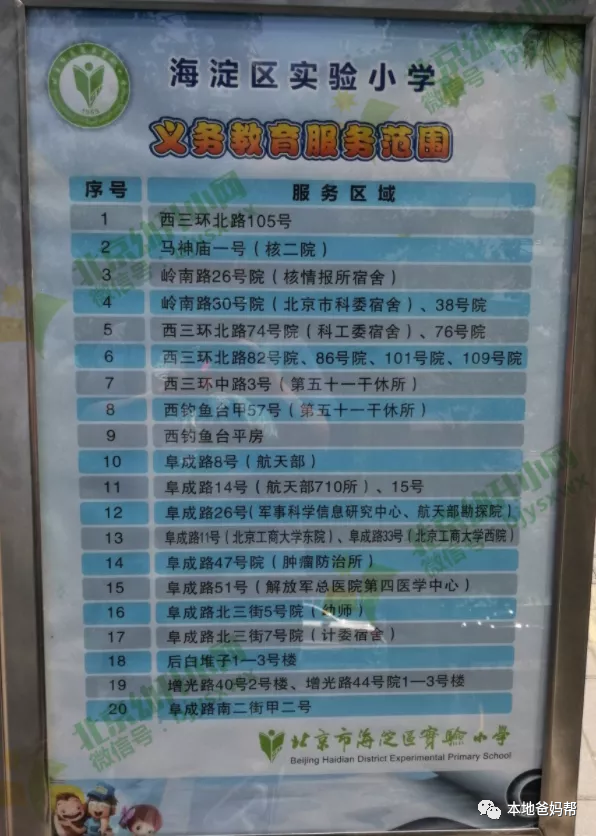 海淀区实验小学
义务教育服务范围
序号 服务区域
1 西三环北路105号
2 马神庙一号（核二院）
3 岭南路26号院（核情报所宿舍）
4 岭南路30号院（北京市科委宿舍）、38号院
5 西三环北路74号院（科工委宿舍）、76号院
6 西三环北路82号院、86号院、101号院、109号院
7 西三环中路3号（第五十一干休所）
8 西钓鱼台甲57号（第五十一干休所）
9 西钓鱼台平房
10 阜成路8号（航天部）
11 阜成路14号（航天部710所）、15号
12 阜成路26号（军事科学信息研究中心、航天部勘探院）
13 阜成路11号（北京工商大学东院）、阜成路33号（北京工商大学西院）
14 阜成路47号院（肿瘤防治所）
15 阜成路51号（解放军总医院第四医学中心）
16 阜成路北三街5号院（幼师）
17 阜成路北三街7号院（计委宿舍）
18 后白堆子1—3号楼
19 增光路40号2号楼、增光路44号院1—3号楼
20 阜成路南二街甲二号
北京市海淀区实验小学
Beijing Haidian District Experimental Primary School
本地爸妈帮